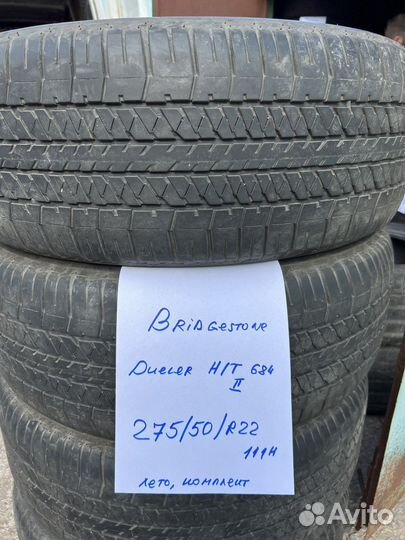 Bridgestone
Dueler H/T 684
II
275/50/R22
111H
лето, комплект
Avito